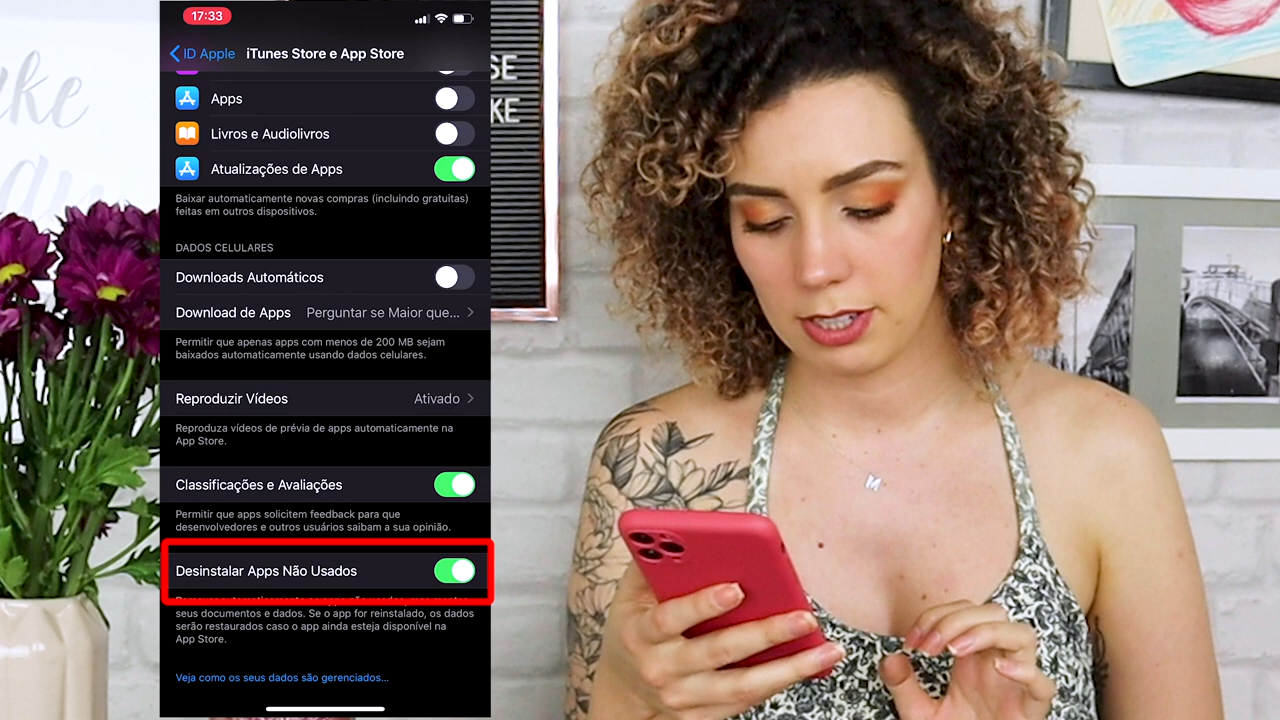 17:33
ID Apple
iTunes Store e App Store
Apps
Livros e Audiolivros
Atualizações de Apps
Baixar automaticamente novas compras (incluindo gratuitas)
feitas em outros dispositivos.
DADOS CELULARES
Downloads Automáticos
Download de Apps Perguntar se Maior que...
Permitir que apenas apps com menos de 200 MB sejam
baixados automaticamente usando dados celulares.
Reproduzir Vídeos Ativado
Reproduza vídeos de prévia de apps automaticamente na
App Store.
Classificações e Avaliações
Permitir que apps solicitem feedback para que
desenvolvedores e outros usuários saibam a sua opinião.
Desinstalar Apps Não Usados
seus documentos e dados. Se o app for reinstalado, os dados
serão restaurados caso o app ainda esteja disponível na
App Store.
Veja como os seus dados são gerenciados...
SE
KE
ake
M